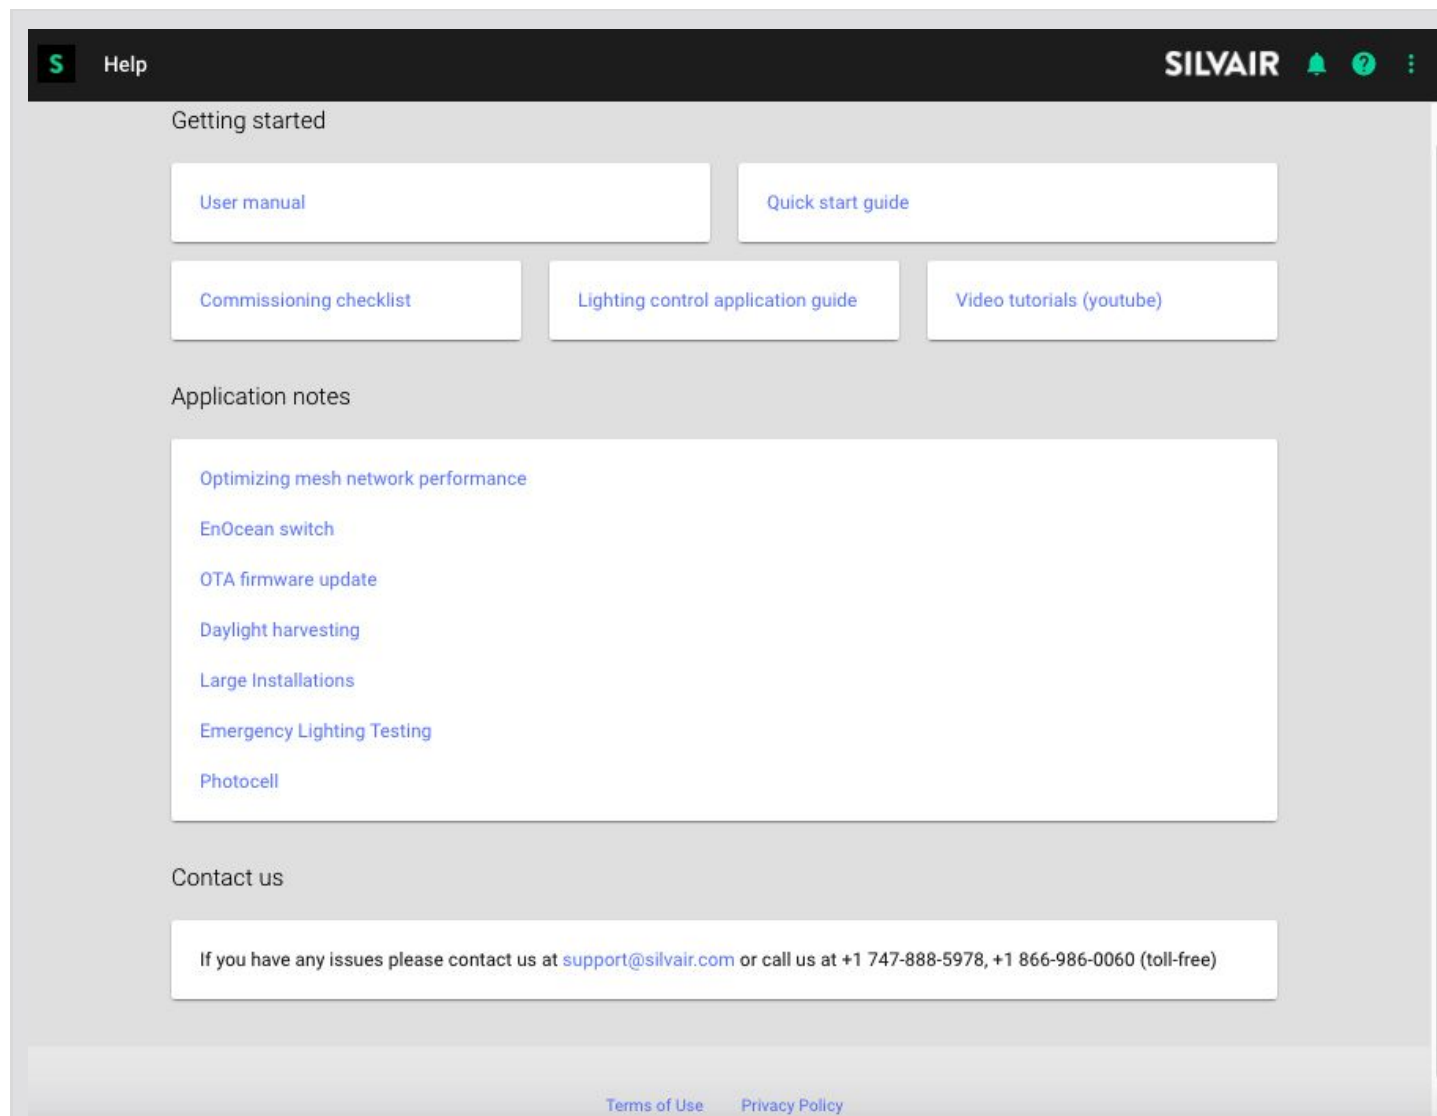 S Help SILVAIR
Getting started
User manual Quick start guide
Commissioning checklist Lighting control application guide Video tutorials (youtube)
Application notes
Optimizing mesh network performance
EnOcean switch
OTA firmware update
Daylight harvesting
Large Installations
Emergency Lighting Testing
Photocell
Contact us
If you have any issues please contact us at support@silvair.com or call us at +1 747-888-5978, +1 866-986-0060 (toll-free)
Terms of Use Privacy Policy